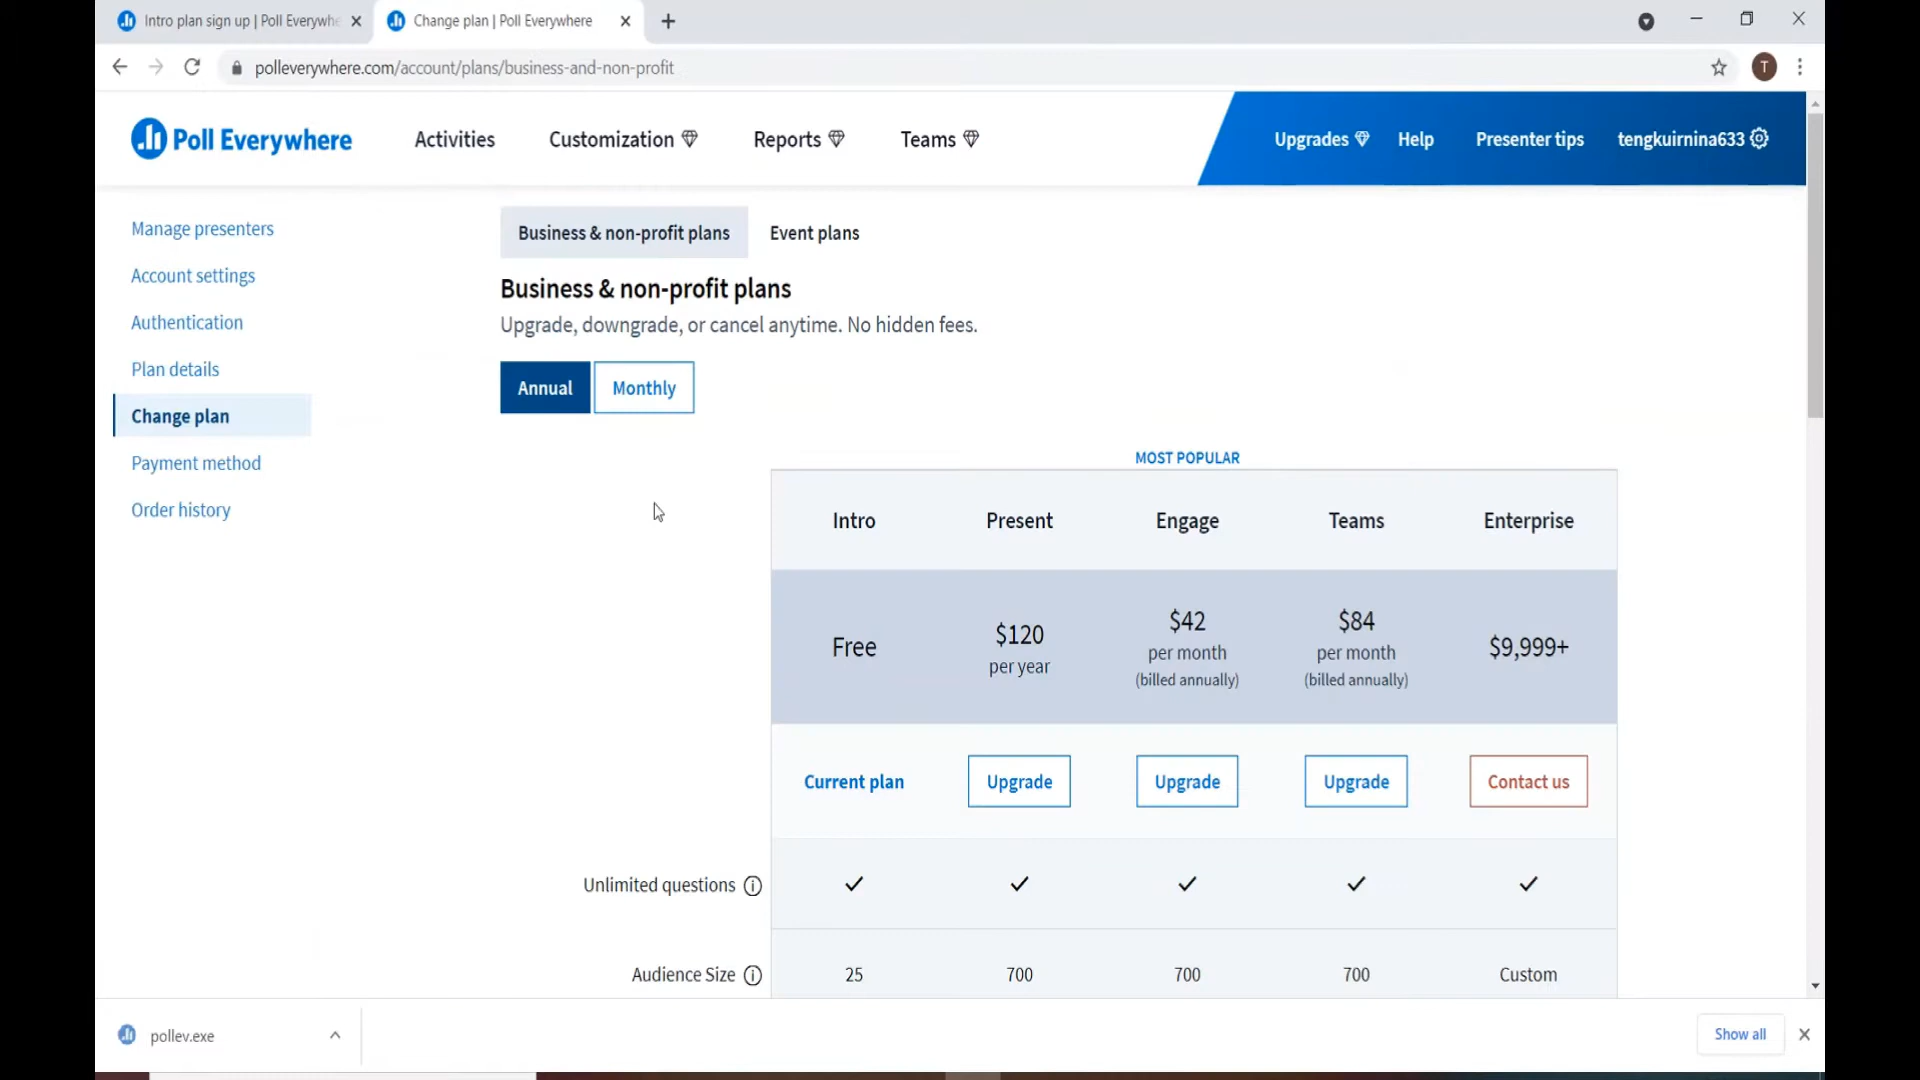 Intro plan sign up | Poll Everywhe
Change plan | Poll Everywhere
polleverywhere.com/account/plans/business-and-non-profit
T
Poll Everywhere
Activities
Customization
Reports
Teams
Upgrades
Help
Presenter tips
tengkuirnina633
Manage presenters
Account settings
Authentication
Plan details
Change plan
Payment method
Order history
Business & non-profit plans
Event plans
Business & non-profit plans
Upgrade, downgrade, or cancel anytime. No hidden fees.
Annual
Monthly
MOST POPULAR
Intro Present Engage Teams Enterprise
Free
$120
per year
$42
per month
(billed annually)
$84
per month
(billed annually)
$9,999+
Current plan Upgrade Upgrade Upgrade Contact us
Unlimited questions
Audience Size 25 700 700 700 Custom
pollev.exe
Show all